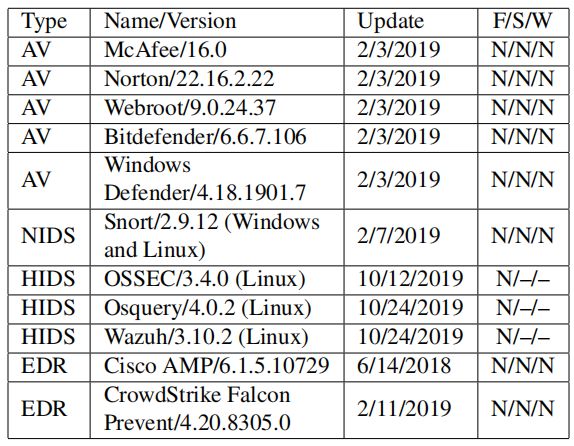 Type Name/Version Update F/S/W
AV McAfee/16.0 2/3/2019 N/N/N
AV Norton/22.16.2.22 2/3/2019 N/N/N
AV Webroot/9.0.24.37 2/3/2019 N/N/N
AV Bitdefender/6.6.7.106 2/3/2019 N/N/N
AV Windows
Defender/4.18.1901.7 2/3/2019 N/N/N
NIDS Snort/2.9.12 (Windows
and Linux) 2/7/2019 N/N/N
HIDS OSSEC/3.4.0 (Linux) 10/12/2019 N/–/–
HIDS Osquery/4.0.2 (Linux) 10/24/2019 N/–/–
HIDS Wazuh/3.10.2 (Linux) 10/24/2019 N/–/–
EDR Cisco AMP/6.1.5.10729 6/14/2018 N/N/N
EDR CrowdStrike Falcon
Prevent/4.20.8305.0 2/11/2019 N/N/N